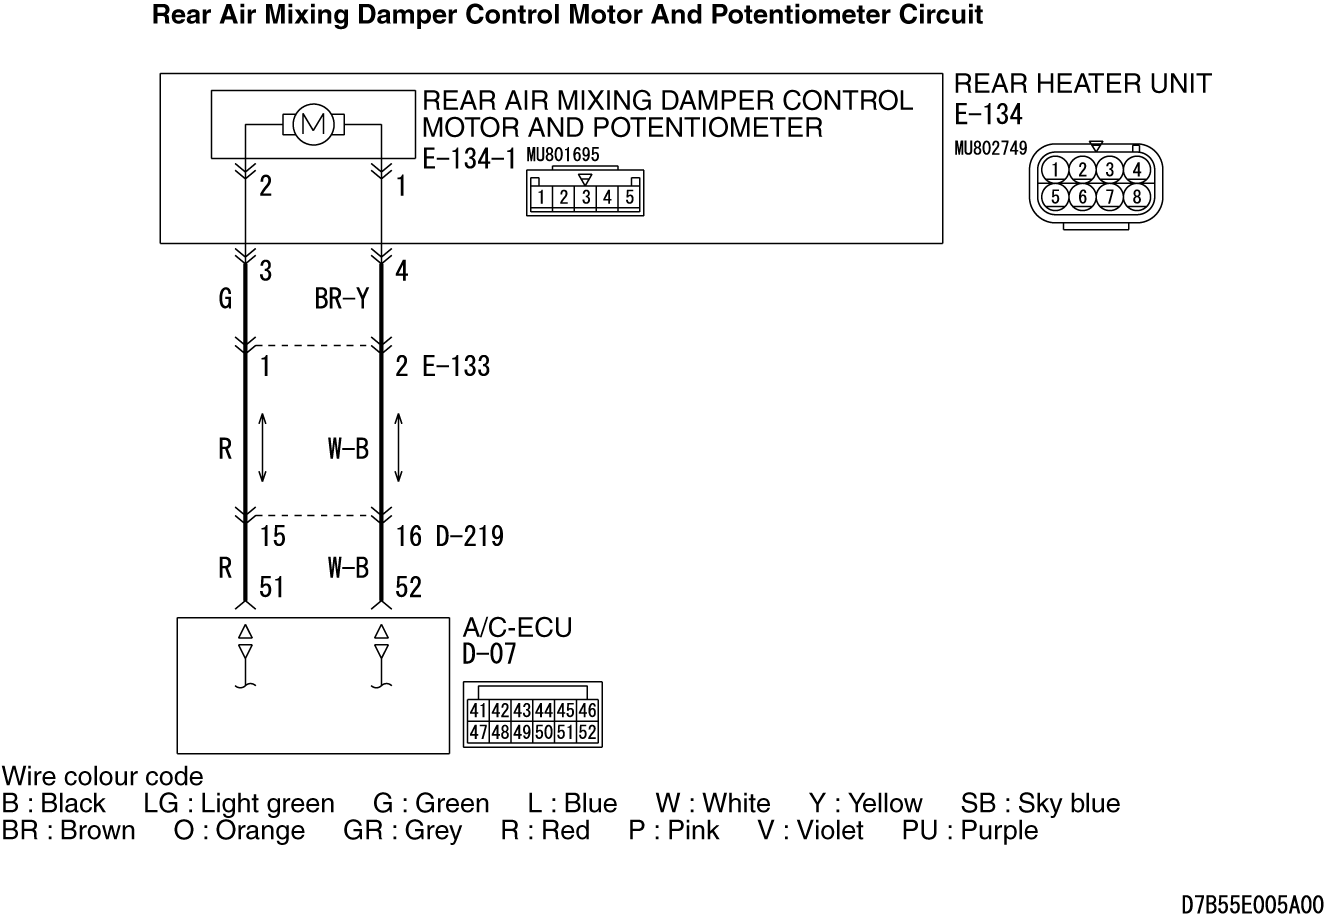 Rear Air Mixing Damper Control Motor And Potentiometer Circuit
REAR AIR MIXING DAMPER CONTROL
MOTOR AND POTENTIOMETER
E-134-1 MU801695
1 2 3 4 5
M
2 1
REAR HEATER UNIT
E-134
MU802749
1 2 3 4
5 6 7 8
3 4
G BR-Y
1 2 E-133
R W-B
15 16 D-219
R W-B
51 52
A/C-ECU
D-07
41 42 43 44 45 46
47 48 49 50 51 52
Wire colour code
B : Black LG : Light green G : Green L : Blue W : White Y : Yellow SB : Sky blue
BR : Brown O : Orange GR : Grey R : Red P : Pink V : Violet PU : Purple
D7B55E005A00